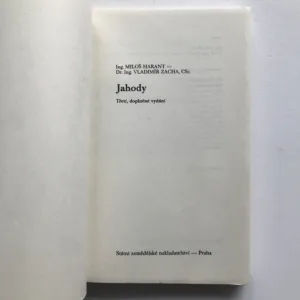 Ing. MILOŠ HARANT —
Dr. Ing. VLADIMÍR ZACHA, CSc.
Jahody
Třetí, doplněné vydání
Státní zemědělské nakladatelství — Praha